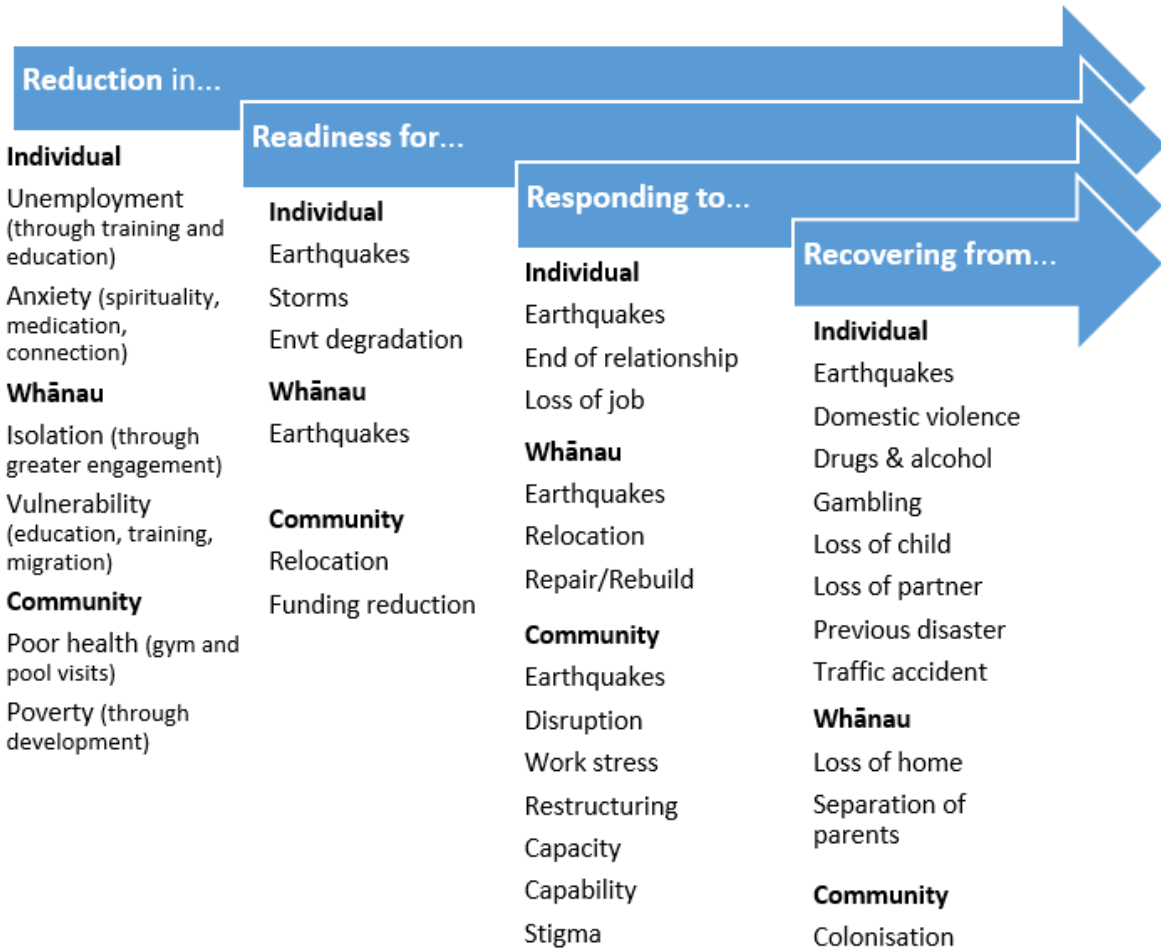 Reduction in...
Individual
Unemployment
(through training and
education)
Anxiety (spirituality,
medication,
connection)
Whānau
Isolation (through
greater engagement)
Vulnerability
(education, training,
migration)
Community
Poor health (gym and
pool visits)
Poverty (through
development)
Readiness for...
Individual
Earthquakes
Storms
Envt degradation
Whānau
Earthquakes
Community
Relocation
Funding reduction
Responding to...
Individual
Earthquakes
End of relationship
Loss of job
Whānau
Earthquakes
Relocation
Repair/Rebuild
Community
Earthquakes
Disruption
Work stress
Restructuring
Capacity
Capability
Stigma
Recovering from...
Individual
Earthquakes
Domestic violence
Drugs & alcohol
Gambling
Loss of child
Loss of partner
Previous disaster
Traffic accident
Whānau
Loss of home
Separation of
parents
Community
Colonisation